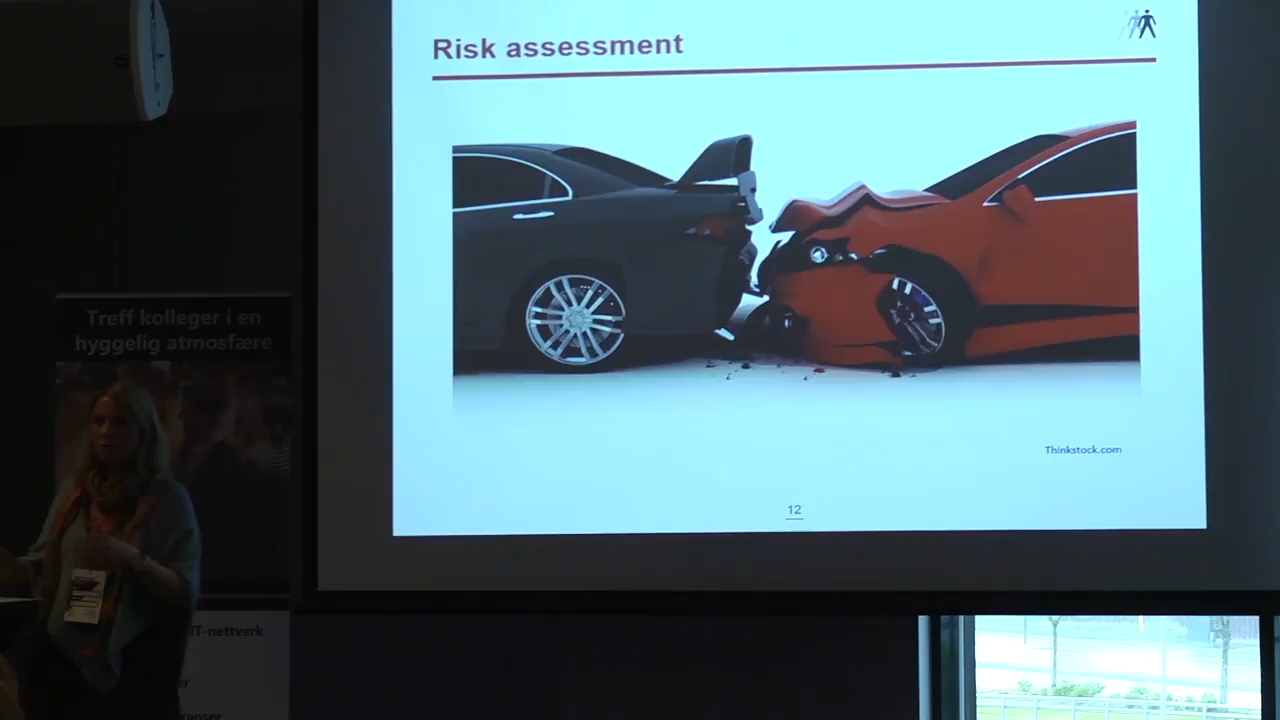 Risk assessment
Thinkstock.com
12
Treff kolleger i en
hyggelig atmosfære
IT-nettverk